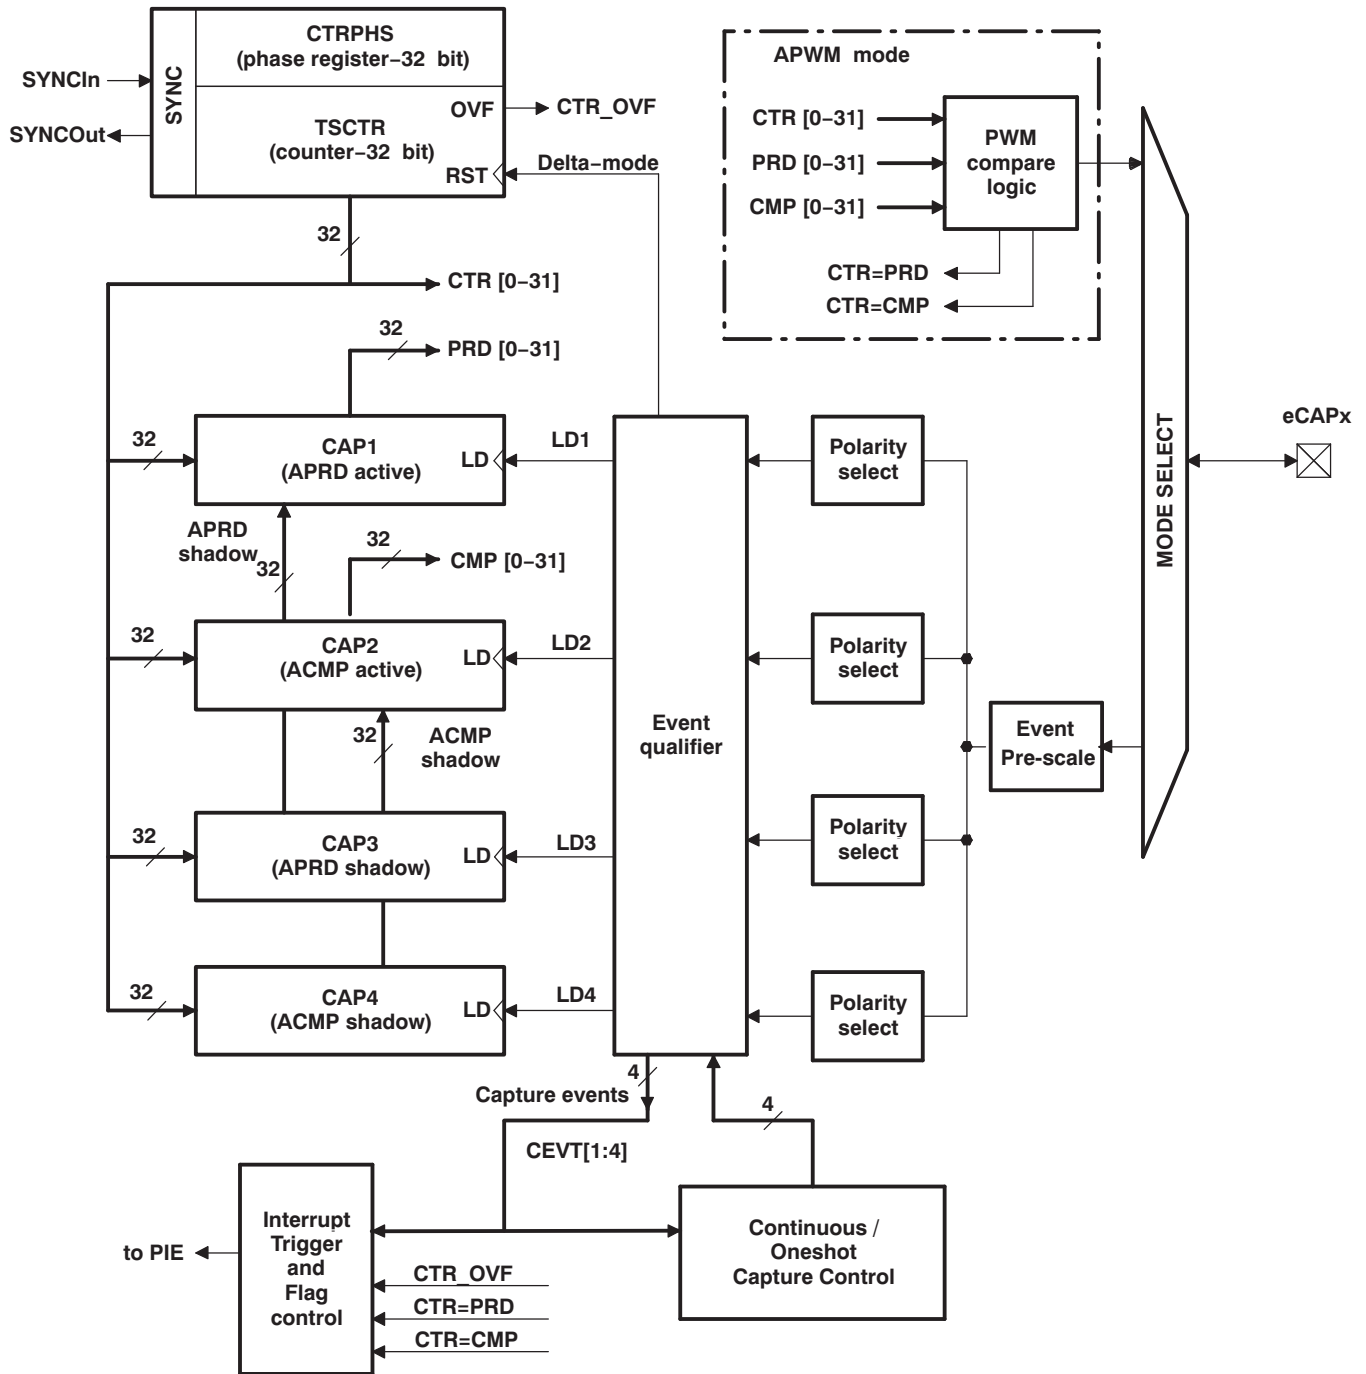 CTRPHS
(phase register−32 bit)
SYNC
SYNCIn
SYNCOut
OVF
CTR_OVF
TSCTR
(counter−32 bit)
RST
Delta−mode
32
CTR [0−31]
32
PRD [0−31]
APWM mode
CTR [0−31]
PRD [0−31]
CMP [0−31]
PWM
compare
logic
CTR=PRD
CTR=CMP
MODE SELECT
eCAPx
32
CAP1
(APRD active)
LD
LD1
Polarity
select
APRD
shadow
32
32
CMP [0−31]
32
CAP2
(ACMP active)
LD
LD2
Polarity
select
32
ACMP
shadow
Event
qualifier
Event
Pre-scale
32
CAP3
(APRD shadow)
LD
LD3
Polarity
select
32
CAP4
(ACMP shadow)
LD
LD4
Polarity
select
4
Capture events
4
CEVT[1:4]
Interrupt
Trigger
and
Flag
control
to PIE
CTR_OVF
CTR=PRD
CTR=CMP
Continuous /
Oneshot
Capture Control